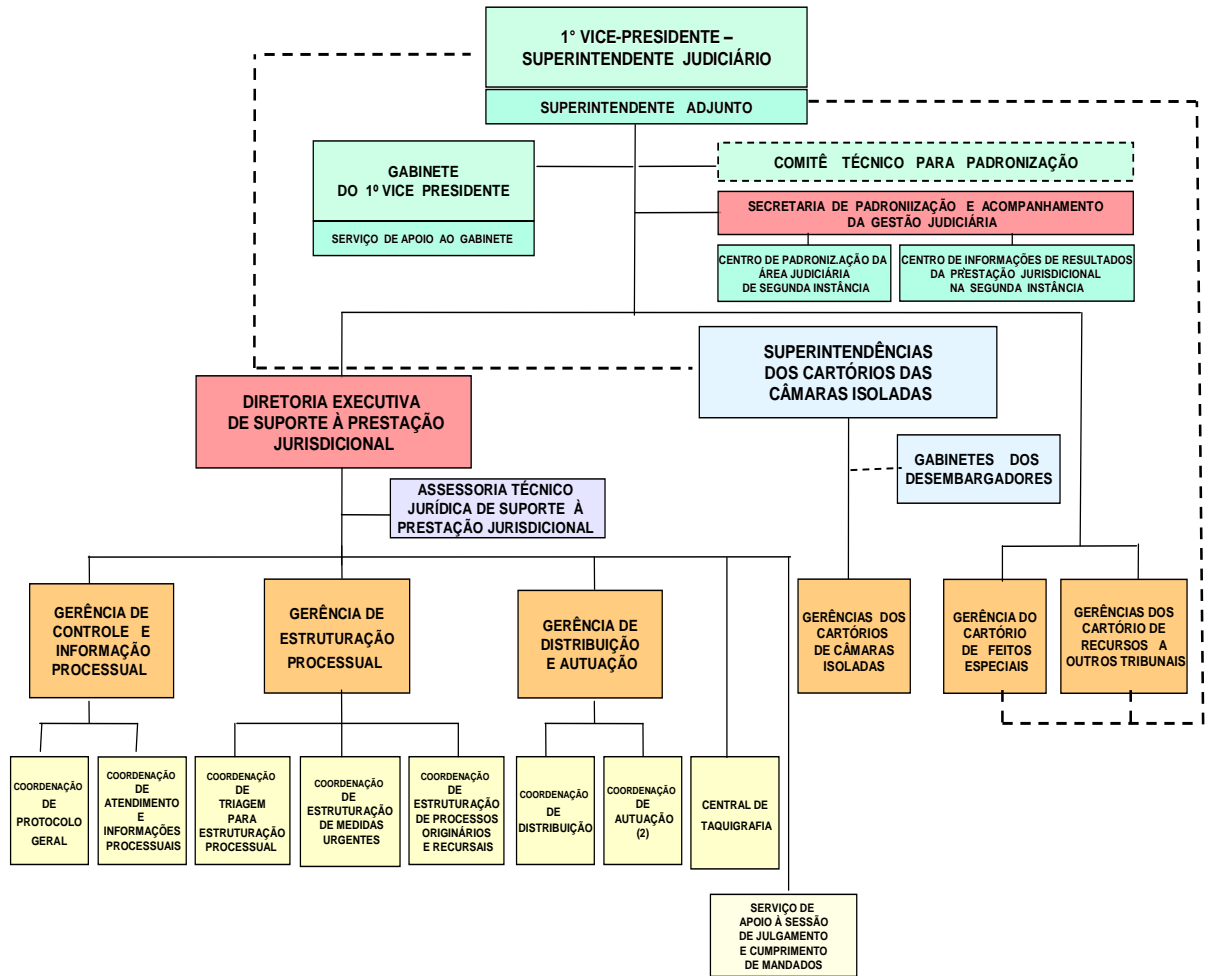 1° VICE-PRESIDENTE –
SUPERINTENDENTE JUDICIÁRIO
SUPERINTENDENTE ADJUNTO
GABINETE
DO 1º VICE PRESIDENTE
SERVIÇO DE APOIO AO GABINETE
COMITÊ TÉCNICO PARA PADRONIZAÇÃO
SECRETARIA DE PADRONIIZAÇÃO E ACOMPANHAMENTO
DA GESTÃO JUDICIÁRIA
CENTRO DE PADRONIZ.AÇÃO DA
ÁREA JUDICIÁRIA
DE SEGUNDA INSTÂNCIA
CENTRO DE INFORMAÇÕES DE RESULTADOS
DA PRESTAÇÃO JURISDICIONAL
NA SEGUNDA INSTÂNCIA
SUPERINTENDÊNCIAS
DOS CARTÓRIOS DAS
CÂMARAS ISOLADAS
DIRETORIA EXECUTIVA
DE SUPORTE À PRESTAÇÃO
JURISDICIONAL
GABINETES DOS
DESEMBARGADORES
ASSESSORIA TÉCNICO
JURÍDICA DE SUPORTE À
PRESTAÇÃO JURISDICIONAL
GERÊNCIA DE
CONTROLE E
INFORMAÇÃO
PROCESSUAL
GERÊNCIA DE
ESTRUTURAÇÃO
PROCESSUAL
GERÊNCIA DE
DISTRIBUIÇÃO
E AUTUAÇÃO
GERÊNCIAS DOS
CARTÓRIOS
DE CÂMARAS
ISOLADAS
GERÊNCIA DO
CARTÓRIO
DE FEITOS
ESPECIAIS
GERÊNCIAS DOS
CARTÓRIO DE
RECURSOS A
OUTROS TRIBUNAIS
COORDENAÇÃO
DE
PROTOCOLO
GERAL
COORDENAÇÃO
DE
ATENDIMENTO
E
INFORMAÇÕES
PROCESSUAIS
COORDENAÇÃO
DE
TRIAGEM
PARA
ESTRUTURAÇÃO
PROCESSUAL
COORDENAÇÃO
DE
ESTRUTURAÇÃO
DE MEDIDAS
URGENTES
COORDENAÇÃO
DE
ESTRUTURAÇÃO
DE PROCESSOS
ORIGINÁRIOS
E RECURSAIS
COORDENAÇÃO
DE
DISTRIBUIÇÃO
COORDENAÇÃO
DE
AUTUAÇÃO
(2)
CENTRAL DE
TAQUIGRAFIA
SERVIÇO DE
APOIO À SESSÃO
DE JULGAMENTO
E CUMPRIMENTO
DE MANDADOS